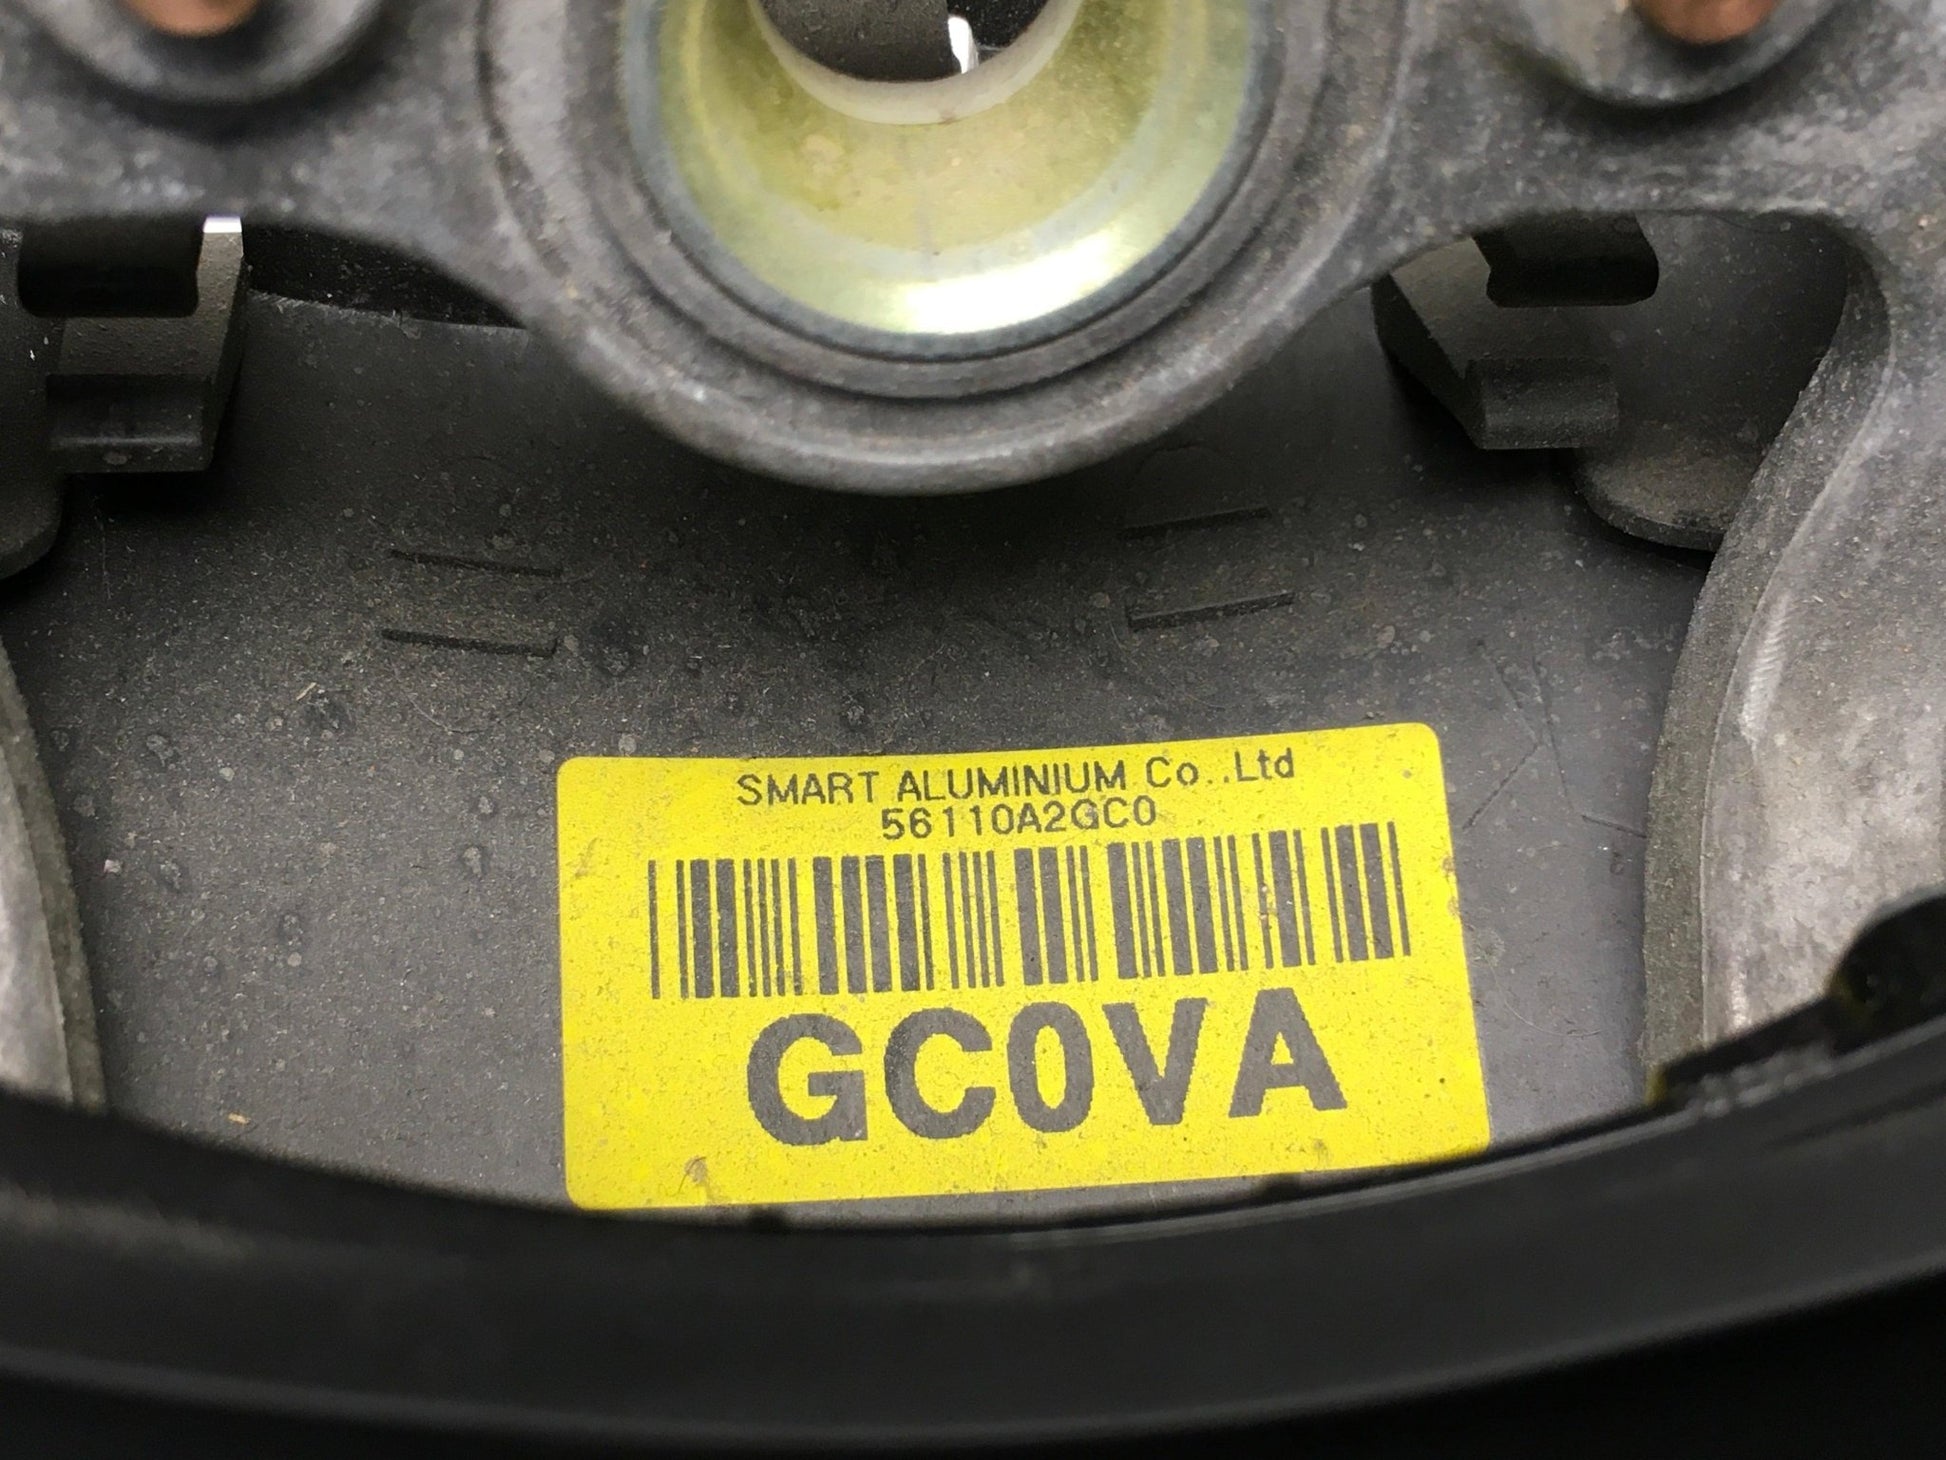 SMART ALUMINIUM Co.,Ltd
56110A2GC0
GC0VA